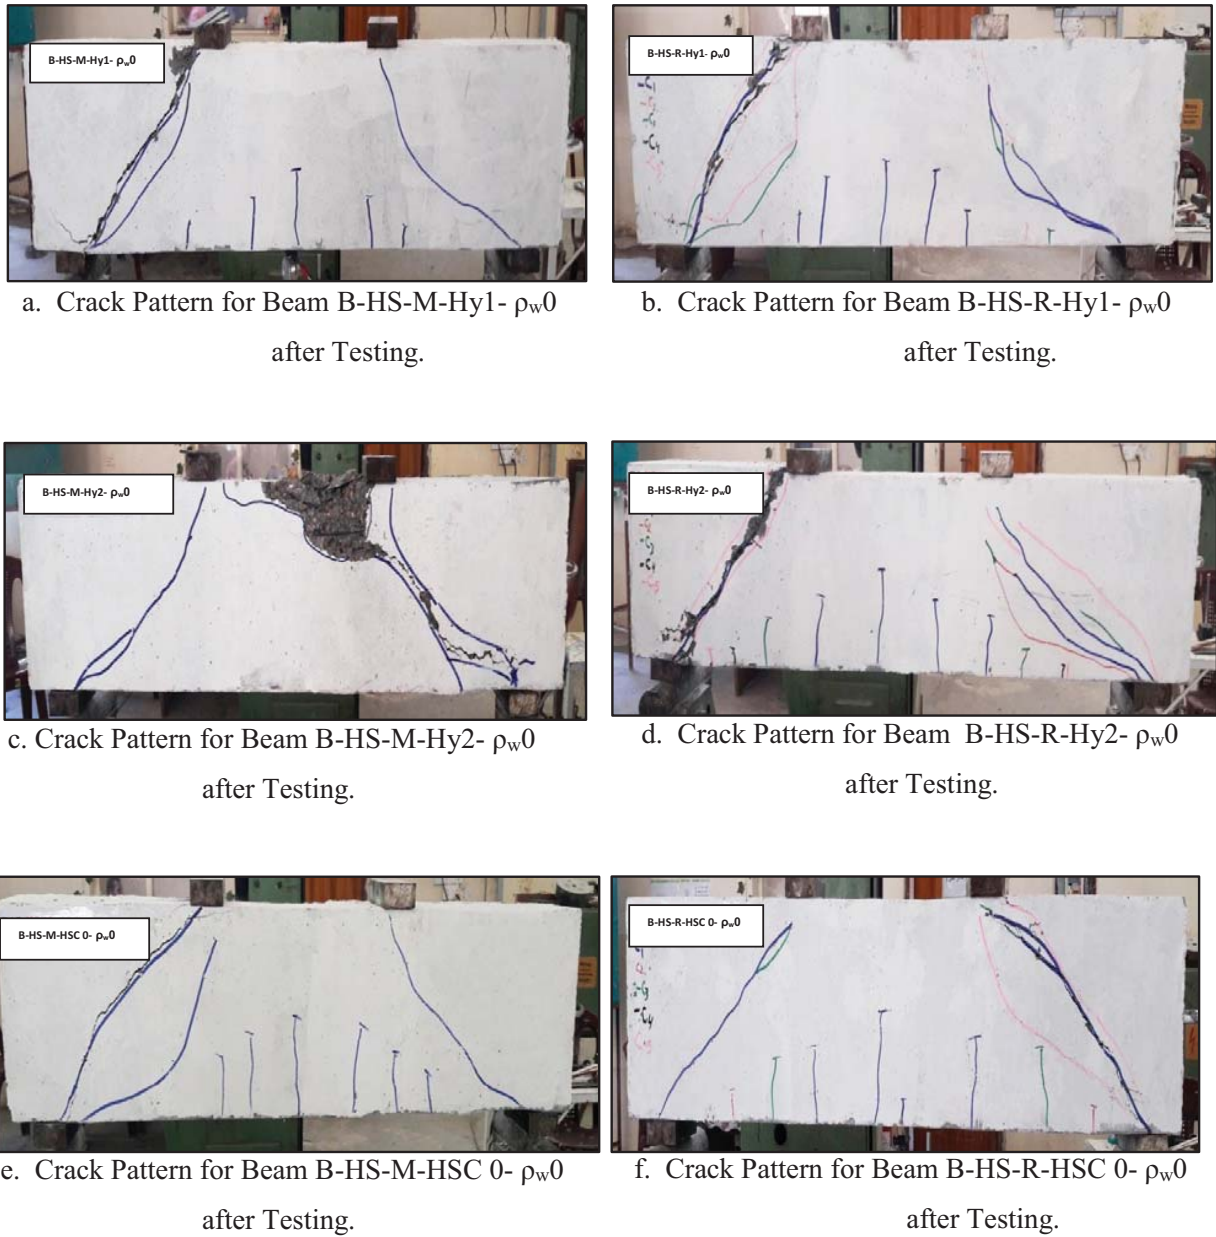 B-HS-M-Hy1- ρw0
B-HS-R-Hy1- ρw0
a. Crack Pattern for Beam B-HS-M-Hy1- ρw0
after Testing.
b. Crack Pattern for Beam B-HS-R-Hy1- ρw0
after Testing.
B-HS-M-Hy2- ρw0
B-HS-R-Hy2- ρw0
c. Crack Pattern for Beam B-HS-M-Hy2- ρw0
after Testing.
d. Crack Pattern for Beam B-HS-R-Hy2- ρw0
after Testing.
B-HS-M-HSC 0- ρw0
B-HS-R-HSC 0- ρw0
e. Crack Pattern for Beam B-HS-M-HSC 0- ρw0
after Testing.
f. Crack Pattern for Beam B-HS-R-HSC 0- ρw0
after Testing.